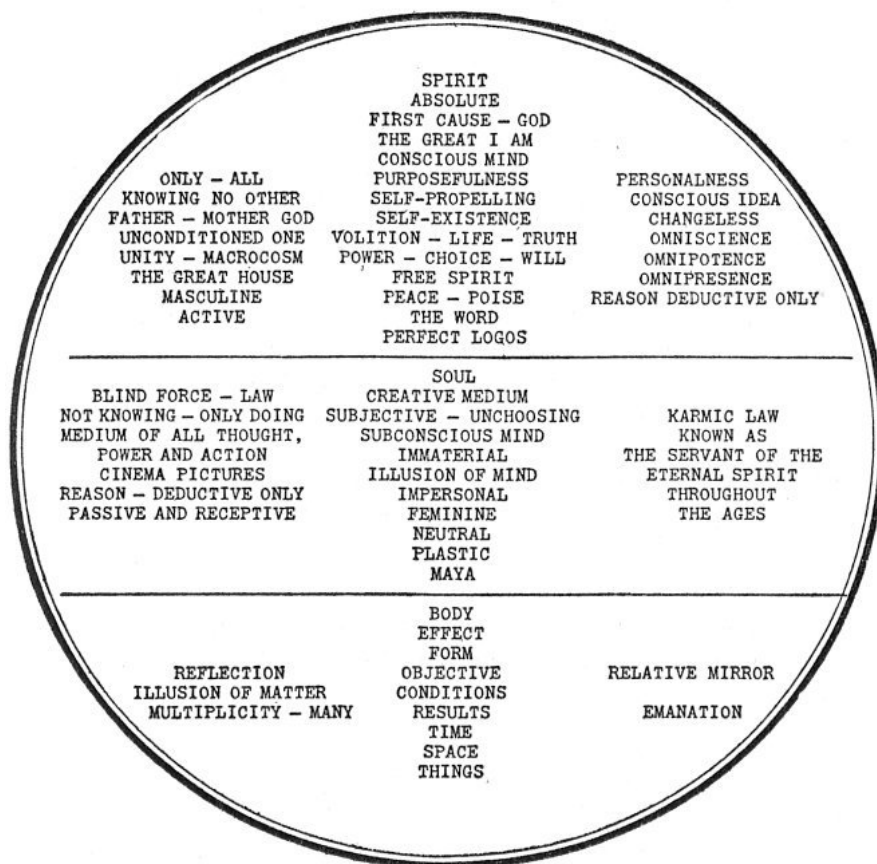 SPIRIT
ABSOLUTE
FIRST CAUSE – GOD
THE GREAT I AM
CONSCIOUS MIND
PURPOSEFULNESS
SELF-PROPELLING
SELF-EXISTENCE
VOLITION – LIFE – TRUTH
POWER – CHOICE – WILL
FREE SPIRIT
PEACE – POISE
THE WORD
PERFECT LOGOS
ONLY – ALL
KNOWING NO OTHER
FATHER – MOTHER GOD
UNCONDITIONED ONE
UNITY – MACROCOSM
THE GREAT HOUSE
MASCULINE
ACTIVE
PERSONALNESS
CONSCIOUS IDEA
CHANGELESS
OMNISCIENCE
OMNIPOTENCE
OMNIPRESENCE
REASON DEDUCTIVE ONLY
SOUL
CREATIVE MEDIUM
SUBJECTIVE – UNCHOOSING
SUBCONSCIOUS MIND
IMMATERIAL
ILLUSION OF MIND
IMPERSONAL
FEMININE
NEUTRAL
PLASTIC
MAYA
BLIND FORCE – LAW
NOT KNOWING – ONLY DOING
MEDIUM OF ALL THOUGHT,
POWER AND ACTION
CINEMA PICTURES
REASON – DEDUCTIVE ONLY
PASSIVE AND RECEPTIVE
KARMIC LAW
KNOWN AS
THE SERVANT OF THE
ETERNAL SPIRIT
THROUGHOUT
THE AGES
BODY
EFFECT
FORM
OBJECTIVE
CONDITIONS
RESULTS
TIME
SPACE
THINGS
REFLECTION
ILLUSION OF MATTER
MULTIPLICITY – MANY
RELATIVE MIRROR
EMANATION